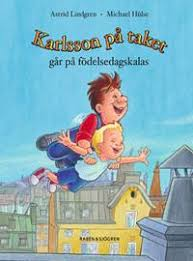 Astrid Lindgren • Michael Hülse
Karlsson på taket
går på födelsedagskalas
RABÉN&SJÖGREN